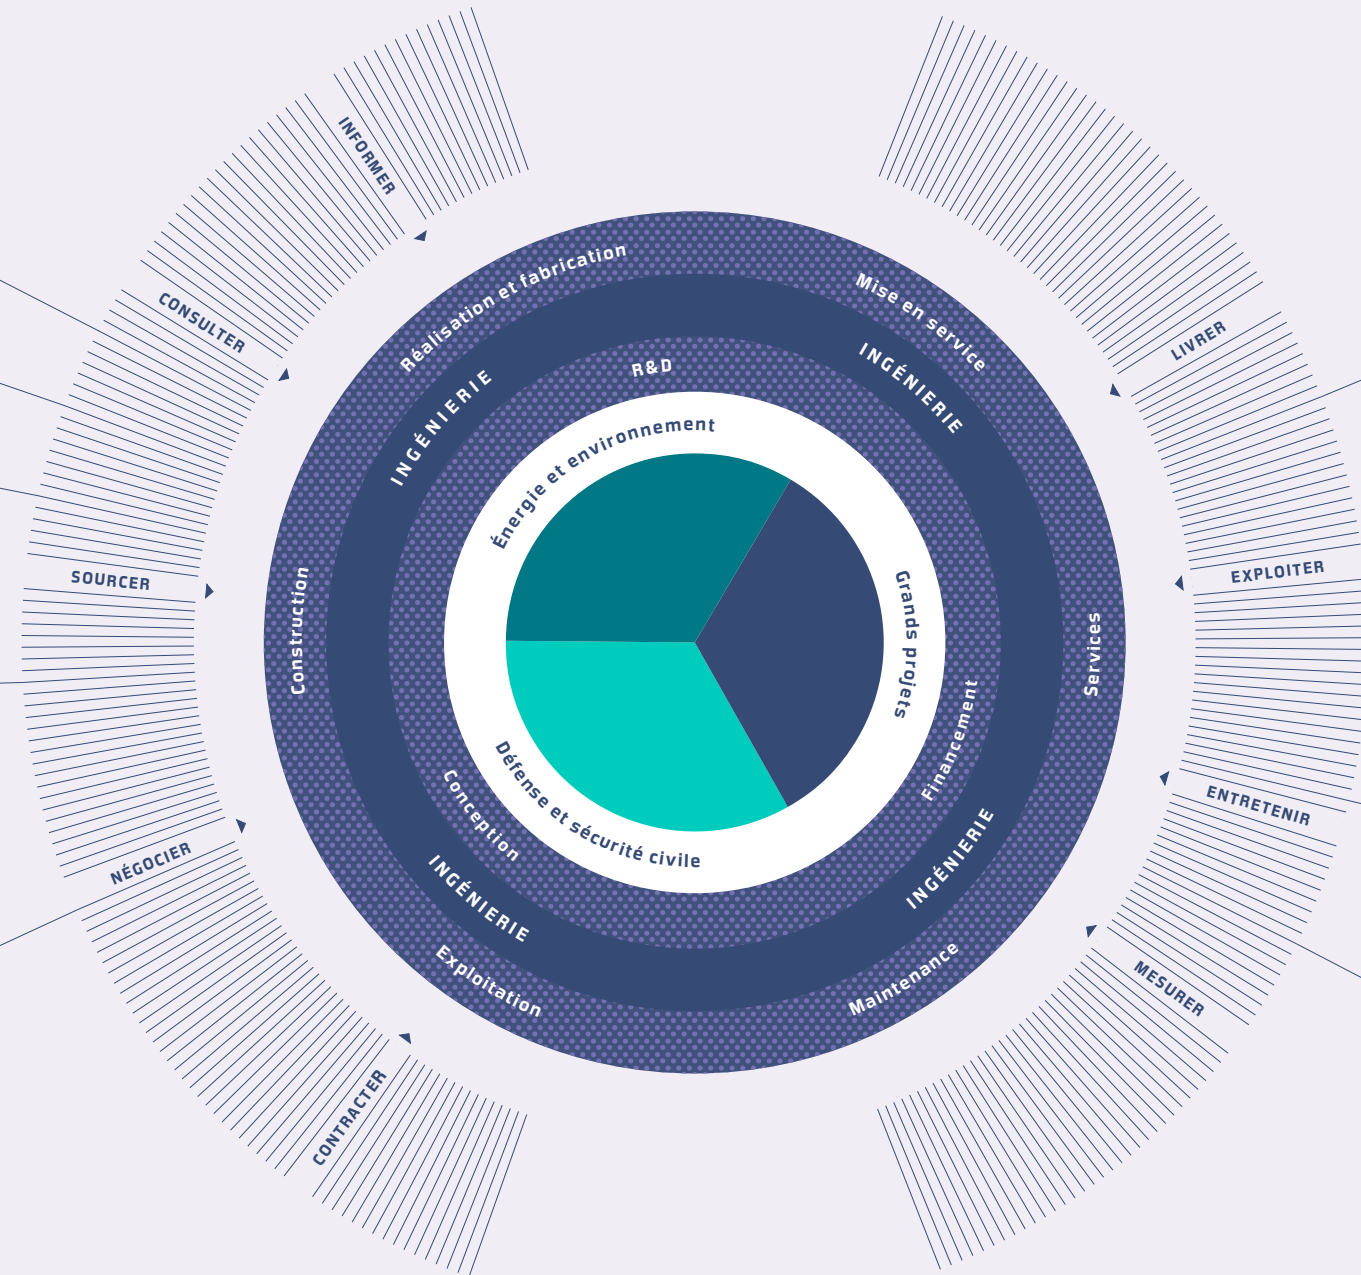 INFORMER
CONSULTER
SOURCER
NÉGOCIER
CONTRACTER
LIVRER
EXPLOITER
ENTRETENIR
MESURER
Réalisation et fabrication
Mise en service
Construction
Services
Exploitation
Maintenance
INGÉNIERIE
INGÉNIERIE
INGÉNIERIE
INGÉNIERIE
R&D
Conception
Financement
Énergie et environnement
Grands projets
Défense et sécurité civile